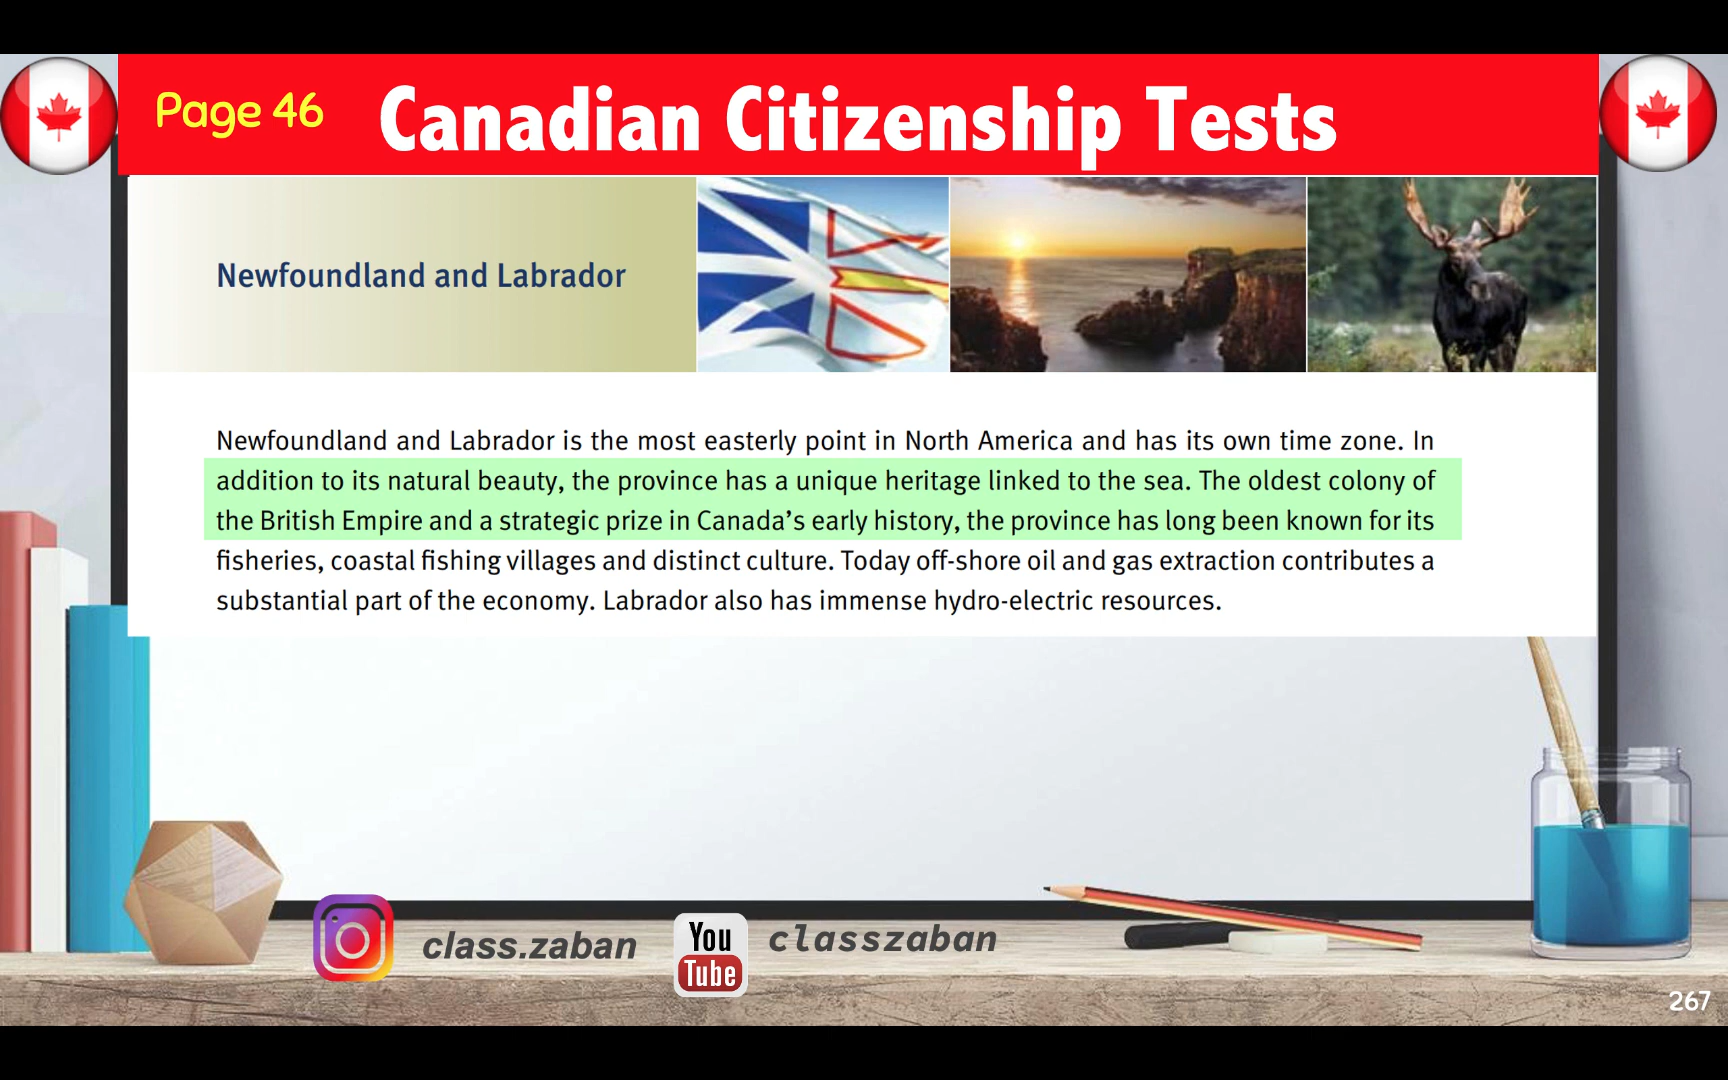 Page 46
Canadian Citizenship Tests
Newfoundland and Labrador
Newfoundland and Labrador is the most easterly point in North America and has its own time zone. In
addition to its natural beauty, the province has a unique heritage linked to the sea. The oldest colony of
the British Empire and a strategic prize in Canada’s early history, the province has long been known for its
fisheries, coastal fishing villages and distinct culture. Today off-shore oil and gas extraction contributes a
substantial part of the economy. Labrador also has immense hydro-electric resources.
class.zaban
You
Tube
classzaban
267